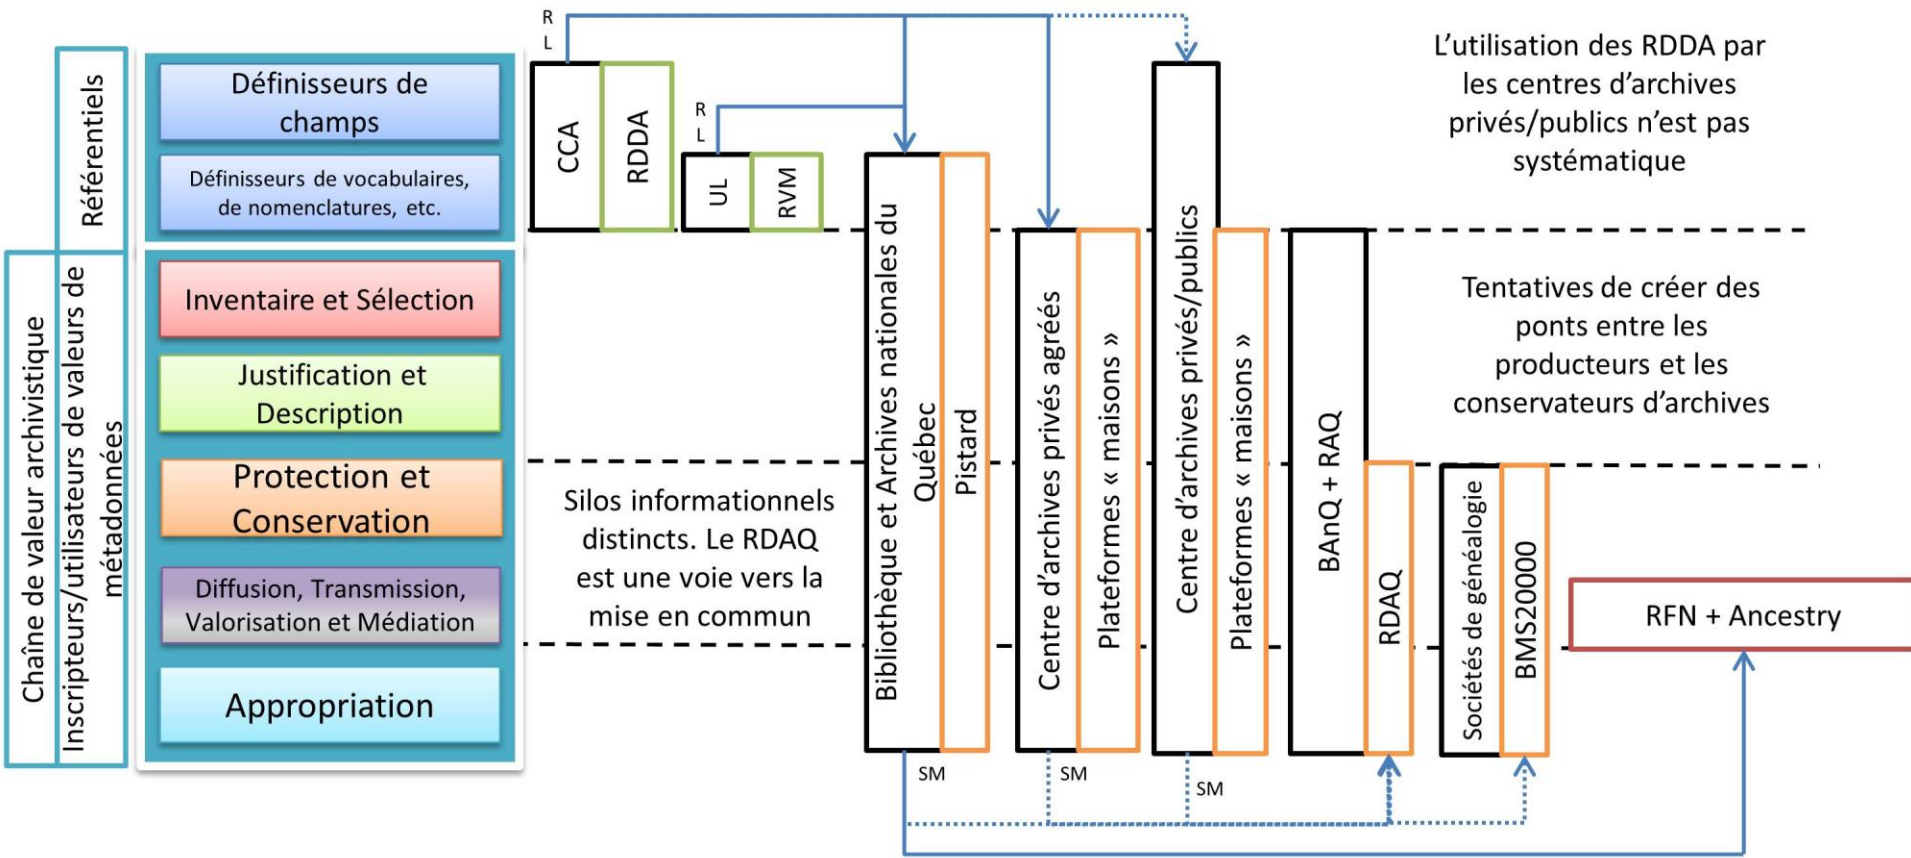 Référentiels
Chaîne de valeur archivistique
Inscripteurs/utilisateurs de valeurs de
métadonnées
Définisseurs de
champs
Définisseurs de vocabulaires,
de nomenclatures, etc.
Inventaire et Sélection
Justification et
Description
Protection et
Conservation
Diffusion, Transmission,
Valorisation et Médiation
Appropriation
R
L
CCA
RDDA
R
L
UL
RVM
Silos informationnels
distincts. Le RDAQ
est une voie vers la
mise en commun
Bibliothèque et Archives nationales du
Québec
Pistard
SM
Centre d’archives privés agréés
Plateformes « maisons »
SM
Centre d’archives privés/publics
Plateformes « maisons »
SM
BAnQ + RAQ
RDAQ
Sociétés de généalogie
BMS20000
RFN + Ancestry
L’utilisation des RDDA par
les centres d’archives
privés/publics n’est pas
systématique
Tentatives de créer des
ponts entre les
producteurs et les
conservateurs d’archives